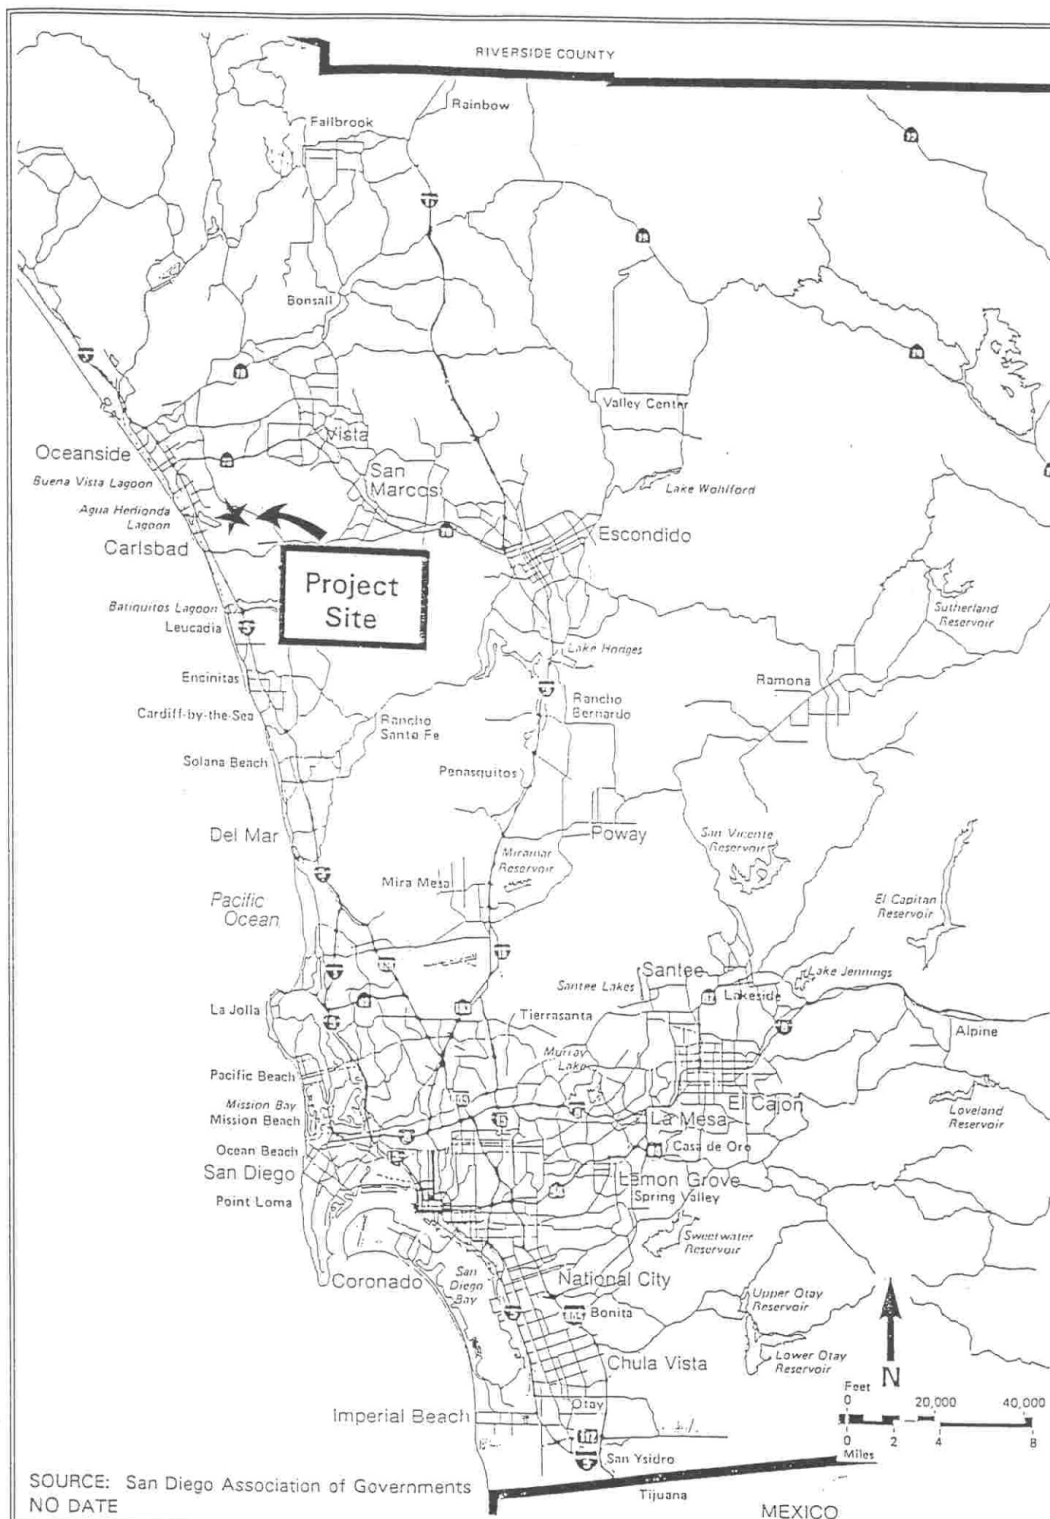 RIVERSIDE COUNTY
Rainbow
Fallbrook
Bonsall
Valley Center
Vista
Oceanside
San
Marcos
Buena Vista Lagoon
Lake Wohlford
Agua Hedionda
Lagoon
Escondido
Carlsbad
Project
Site
Batiquitos Lagoon
Leucadia
Sutherland
Reservoir
Lake Hodges
Encinitas
Ramona
Rancho
Bernardo
Cardiff-by-the-Sea
Rancho
Santa Fe
Solana Beach
Penasquitos
Del Mar
Poway
San Vicente
Reservoir
Miramar
Reservoir
Mira Mesa
Pacific
Ocean
El Capitan
Reservoir
Santee
Lake Jennings
Santee Lakes
Lakeside
La Jolla
Tierrasanta
Alpine
Murray
Lake
Pacific Beach
Mission Bay
Mission Beach
El Cajon
La Mesa
Loveland
Reservoir
Ocean Beach
Casa de Oro
San Diego
Lemon Grove
Point Loma
Spring Valley
Sweetwater
Reservoir
Coronado
San
Diego
Bay
National City
Bonita
Upper Otay
Reservoir
Chula Vista
Lower Otay
Reservoir
N
Feet
0 20,000 40,000
0 2 4 8
Miles
Imperial Beach
Otay
San Ysidro
SOURCE: San Diego Association of Governments
NO DATE
Tijuana
MEXICO